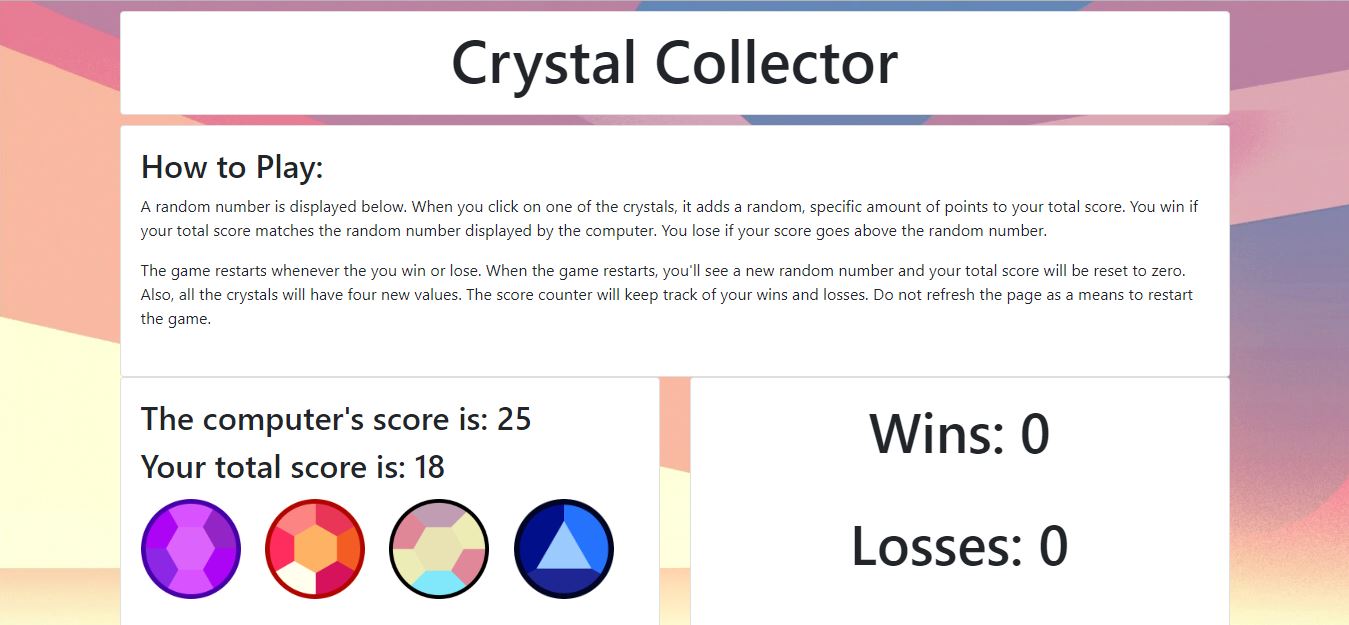 Crystal Collector
How to Play:
A random number is displayed below. When you click on one of the crystals, it adds a random, specific amount of points to your total score. You win if
your total score matches the random number displayed by the computer. You lose if your score goes above the random number.
The game restarts whenever the you win or lose. When the game restarts, you'll see a new random number and your total score will be reset to zero.
Also, all the crystals will have four new values. The score counter will keep track of your wins and losses. Do not refresh the page as a means to restart
the game.
The computer's score is: 25
Your total score is: 18
Wins: 0
Losses: 0